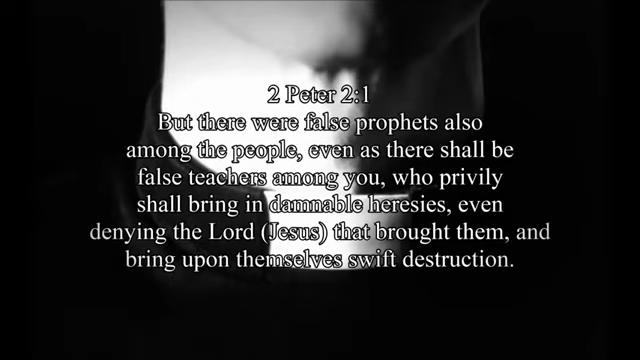 2 Peter 2:1
But there were false prophets also
among the people, even as there shall be
false teachers among you, who privily
shall bring in damnable heresies, even
denying the Lord (Jesus) that brought them, and
bring upon themselves swift destruction.